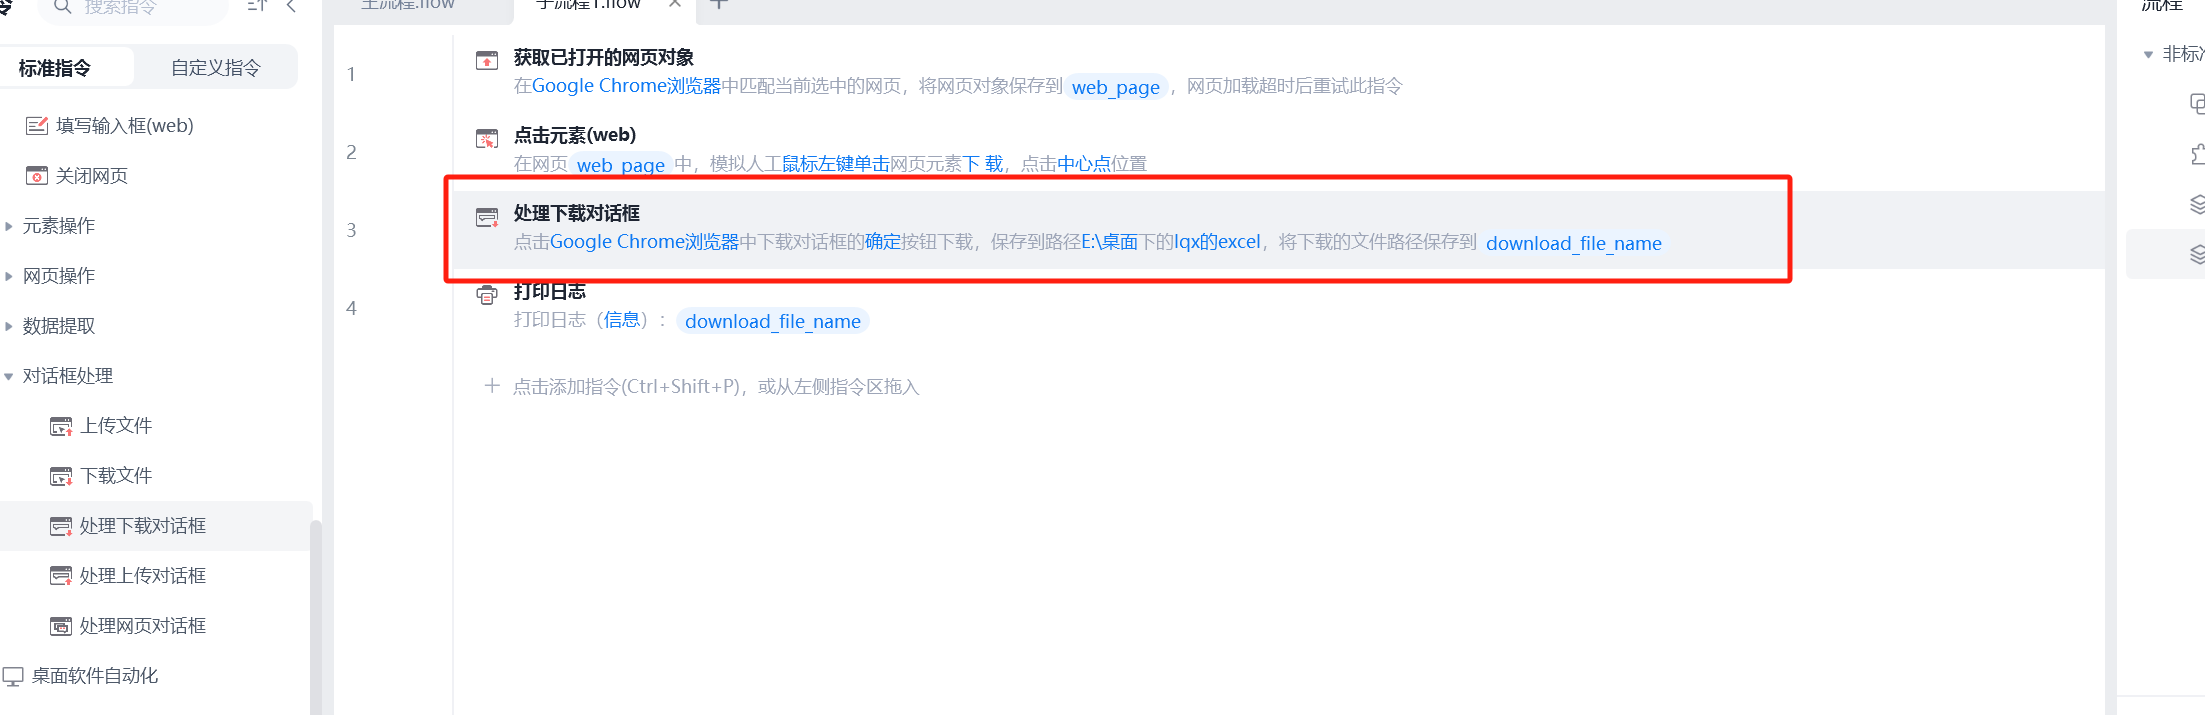 搜索指令
标准指令
自定义指令
填写输入框(web)
关闭网页
元素操作
网页操作
数据提取
对话框处理
上传文件
下载文件
处理下载对话框
处理上传对话框
处理网页对话框
桌面软件自动化
主流程.flow
子流程1.flow
1
获取已打开的网页对象
在Google Chrome浏览器中匹配当前选中的网页，将网页对象保存到 web_page ，网页加载超时后重试此指令
2
点击元素(web)
在网页 web_page 中，模拟人工鼠标左键单击网页元素下 载，点击中心点位置
3
处理下载对话框
点击Google Chrome浏览器中下载对话框的确定按钮下载，保存到路径E:\桌面下的lqx的excel，将下载的文件路径保存到 download_file_name
4
打印日志
打印日志（信息）： download_file_name
点击添加指令(Ctrl+Shift+P)，或从左侧指令区拖入
流程
非标